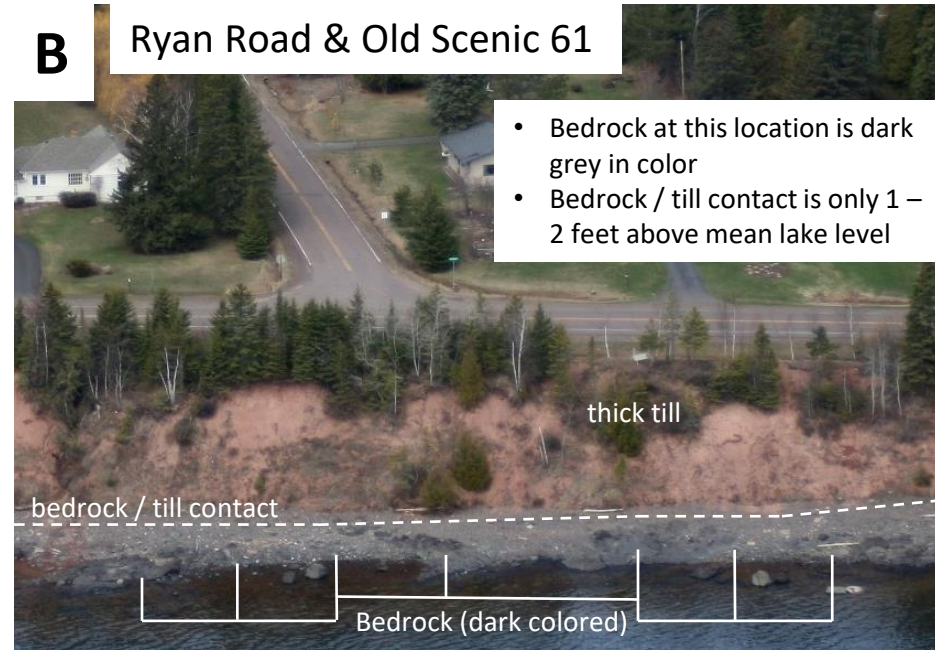 B
Ryan Road & Old Scenic 61
• Bedrock at this location is dark
grey in color
• Bedrock / till contact is only 1 –
2 feet above mean lake level
thick till
bedrock / till contact
Bedrock (dark colored)